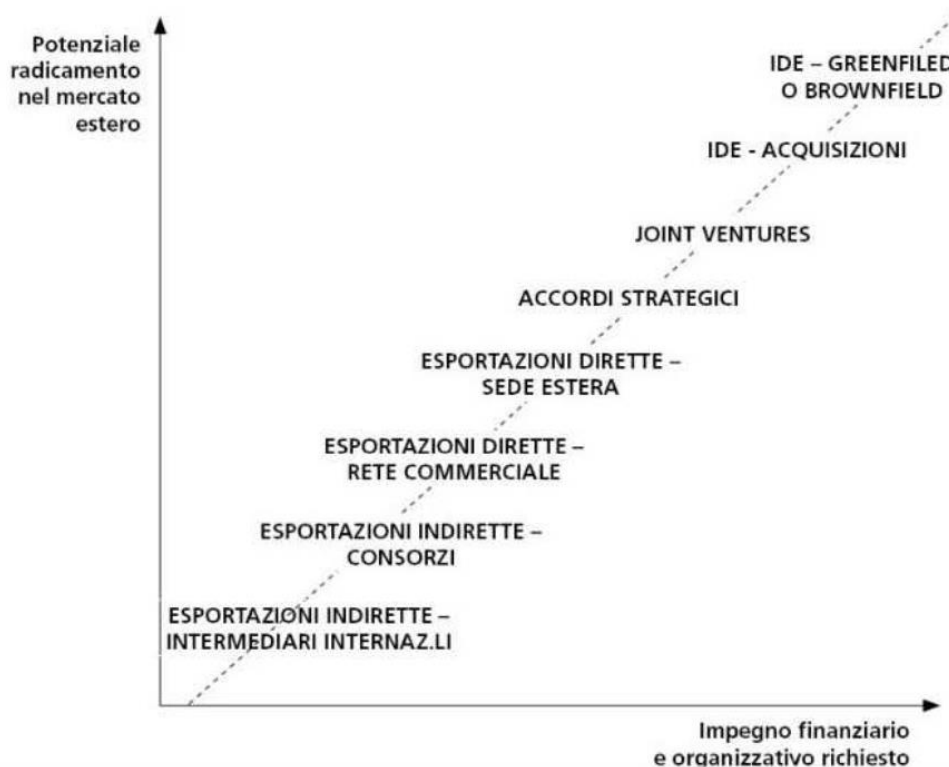 Potenziale
radicamento
nel mercato
estero
IDE – GREENFILED
O BROWNFIELD
IDE - ACQUISIZIONI
JOINT VENTURES
ACCORDI STRATEGICI
ESPORTAZIONI DIRETTE –
SEDE ESTERA
ESPORTAZIONI DIRETTE –
RETE COMMERCIALE
ESPORTAZIONI INDIRETTE –
CONSORZI
ESPORTAZIONI INDIRETTE –
INTERMEDIARI INTERNAZ.LI
Impegno finanziario
e organizzativo richiesto